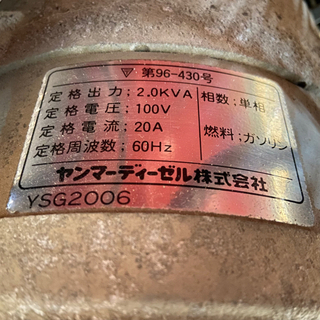 ▽ 第96-430号
定格出力；2.0KVA 相数；単相
定格電圧；100V
定格電流；20A 燃料；ガソリン
定格周波数；60Hz
ヤンマーディーゼル株式会社
YSG2006